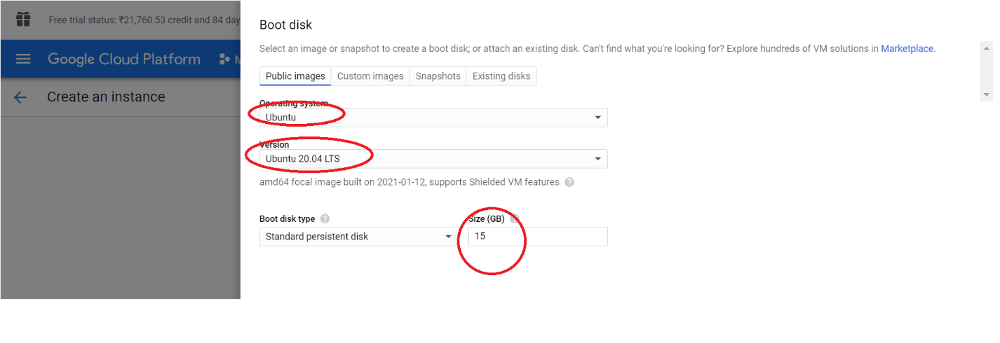 Free trial status: ₹21,760.53 credit and 84 day
Google Cloud Platform
Create an instance
Boot disk
Select an image or snapshot to create a boot disk; or attach an existing disk. Can't find what you're looking for? Explore hundreds of VM solutions in Marketplace.
Public images Custom images Snapshots Existing disks
Operating system
Ubuntu
Version
Ubuntu 20.04 LTS
amd64 focal image built on 2021-01-12, supports Shielded VM features ?
Boot disk type ? Size (GB) ?
Standard persistent disk 15